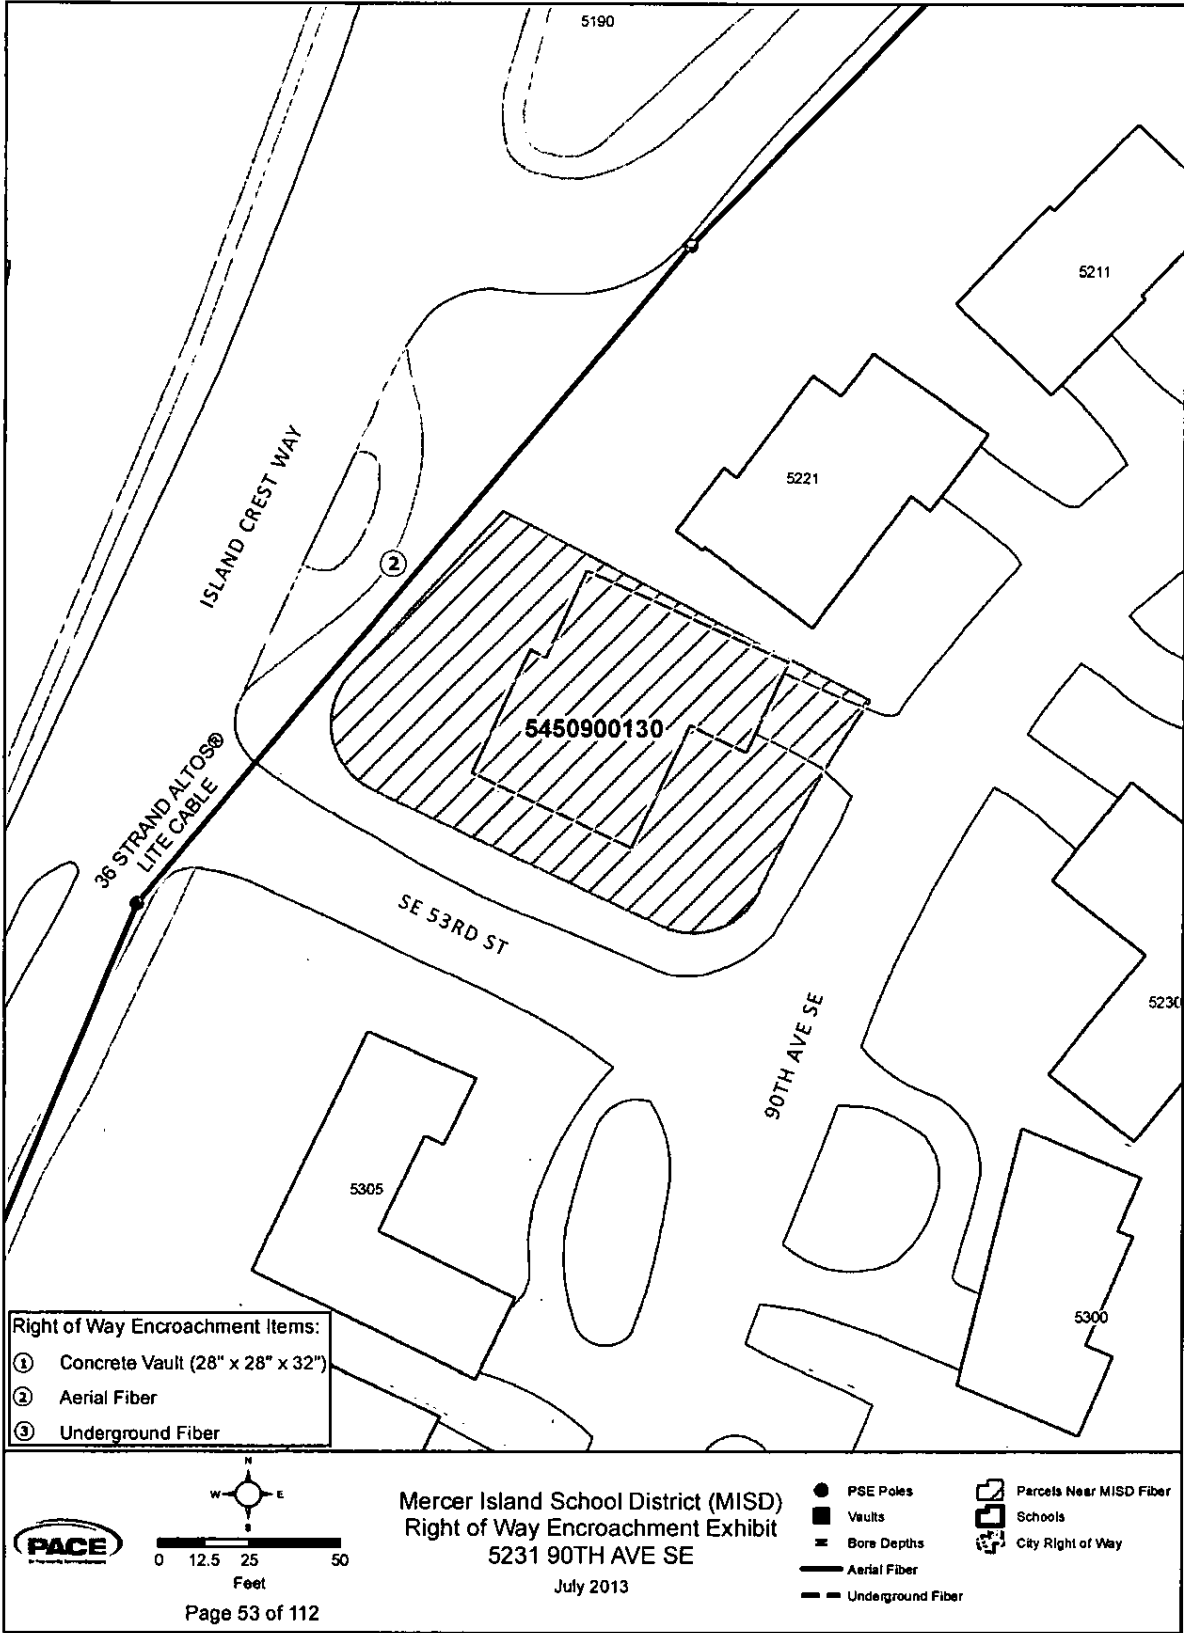 5190
5211
5221
ISLAND CREST WAY
2
5450900130
36 STRAND ALTOS®
LITE CABLE
SE 53RD ST
5230
90TH AVE SE
5305
5300
Right of Way Encroachment Items:
1 Concrete Vault (28" x 28" x 32")
2 Aerial Fiber
3 Underground Fiber
N
W E
S
PACE
0 12.5 25 50
Feet
Page 53 of 112
Mercer Island School District (MISD)
Right of Way Encroachment Exhibit
5231 90TH AVE SE
July 2013
PSE Poles
Vaults
Bore Depths
Aerial Fiber
Underground Fiber
Parcels Near MISD Fiber
Schools
City Right of Way